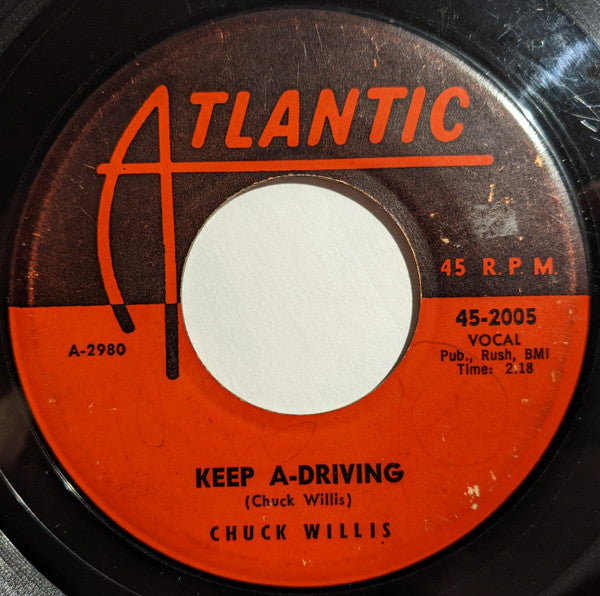 ATLANTIC
45 R.P.M.
45-2005
VOCAL
Pub., Rush, BMI
Time: 2.18
A-2980
KEEP A-DRIVING
(Chuck Willis)
CHUCK WILLIS